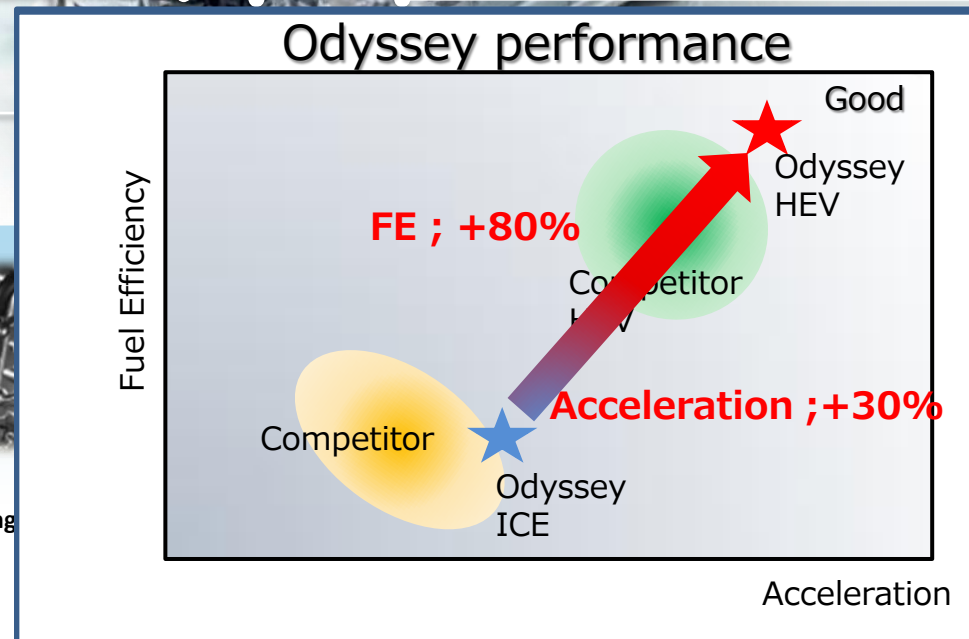 Odyssey performance
Good
Odyssey
HEV
FE ; +80%
Fuel Efficiency
Competitor
Acceleration ;+30%
Competitor
Odyssey
ICE
Acceleration